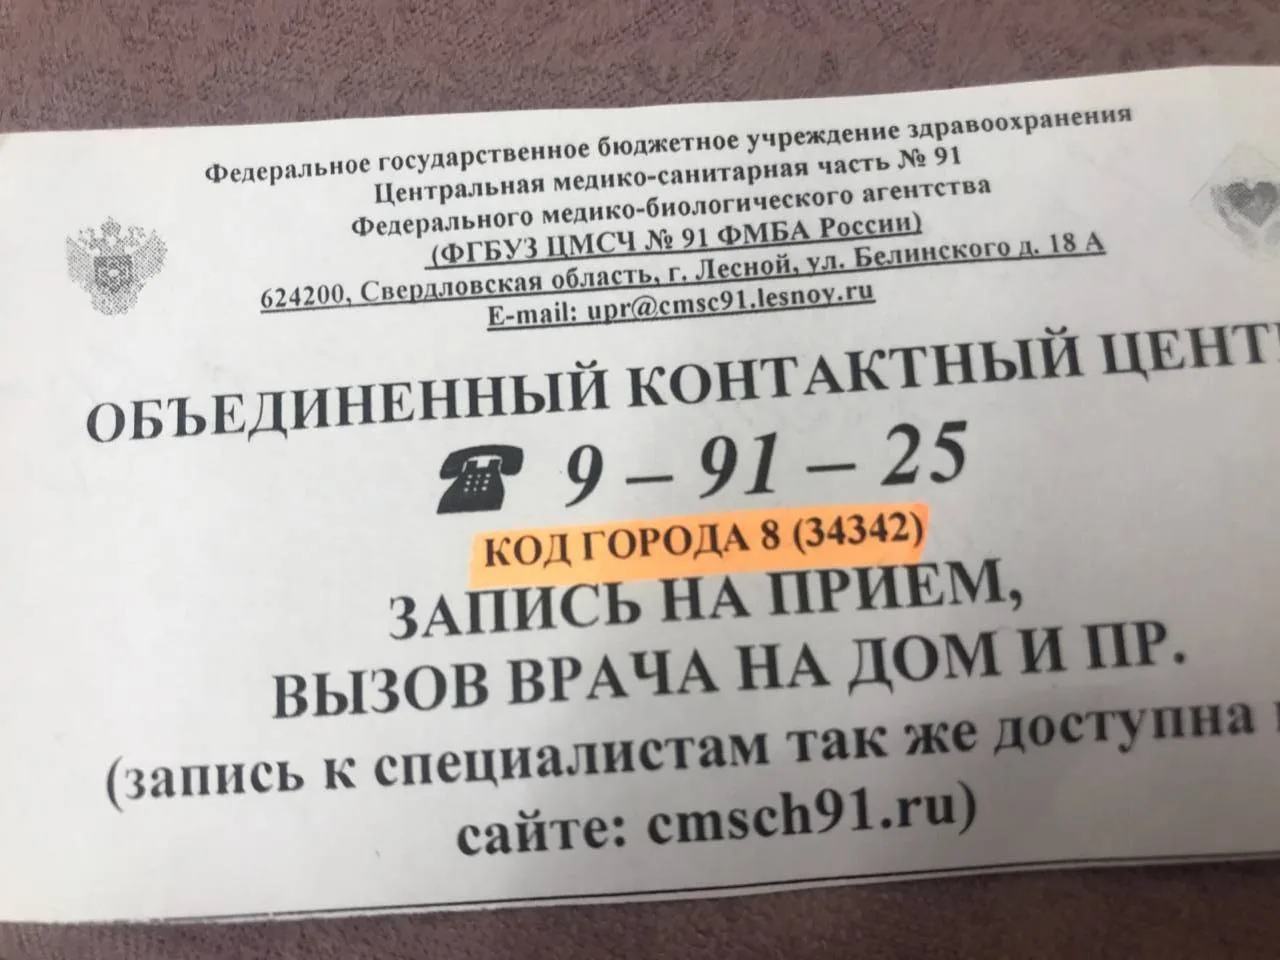 Федеральное государственное бюджетное учреждение здравоохранения
Центральная медико-санитарная часть № 91
Федерального медико-биологического агентства
(ФГБУЗ ЦМСЧ № 91 ФМБА России)
624200, Свердловская область, г. Лесной, ул. Белинского д. 18 А
E-mail: upr@cmsc91.lesnoy.ru
ОБЪЕДИНЕННЫЙ КОНТАКТНЫЙ ЦЕНТ
9 – 91 – 25
КОД ГОРОДА 8 (34342)
ЗАПИСЬ НА ПРИЕМ,
ВЫЗОВ ВРАЧА НА ДОМ И ПР.
(запись к специалистам так же доступна
сайте: cmsch91.ru)